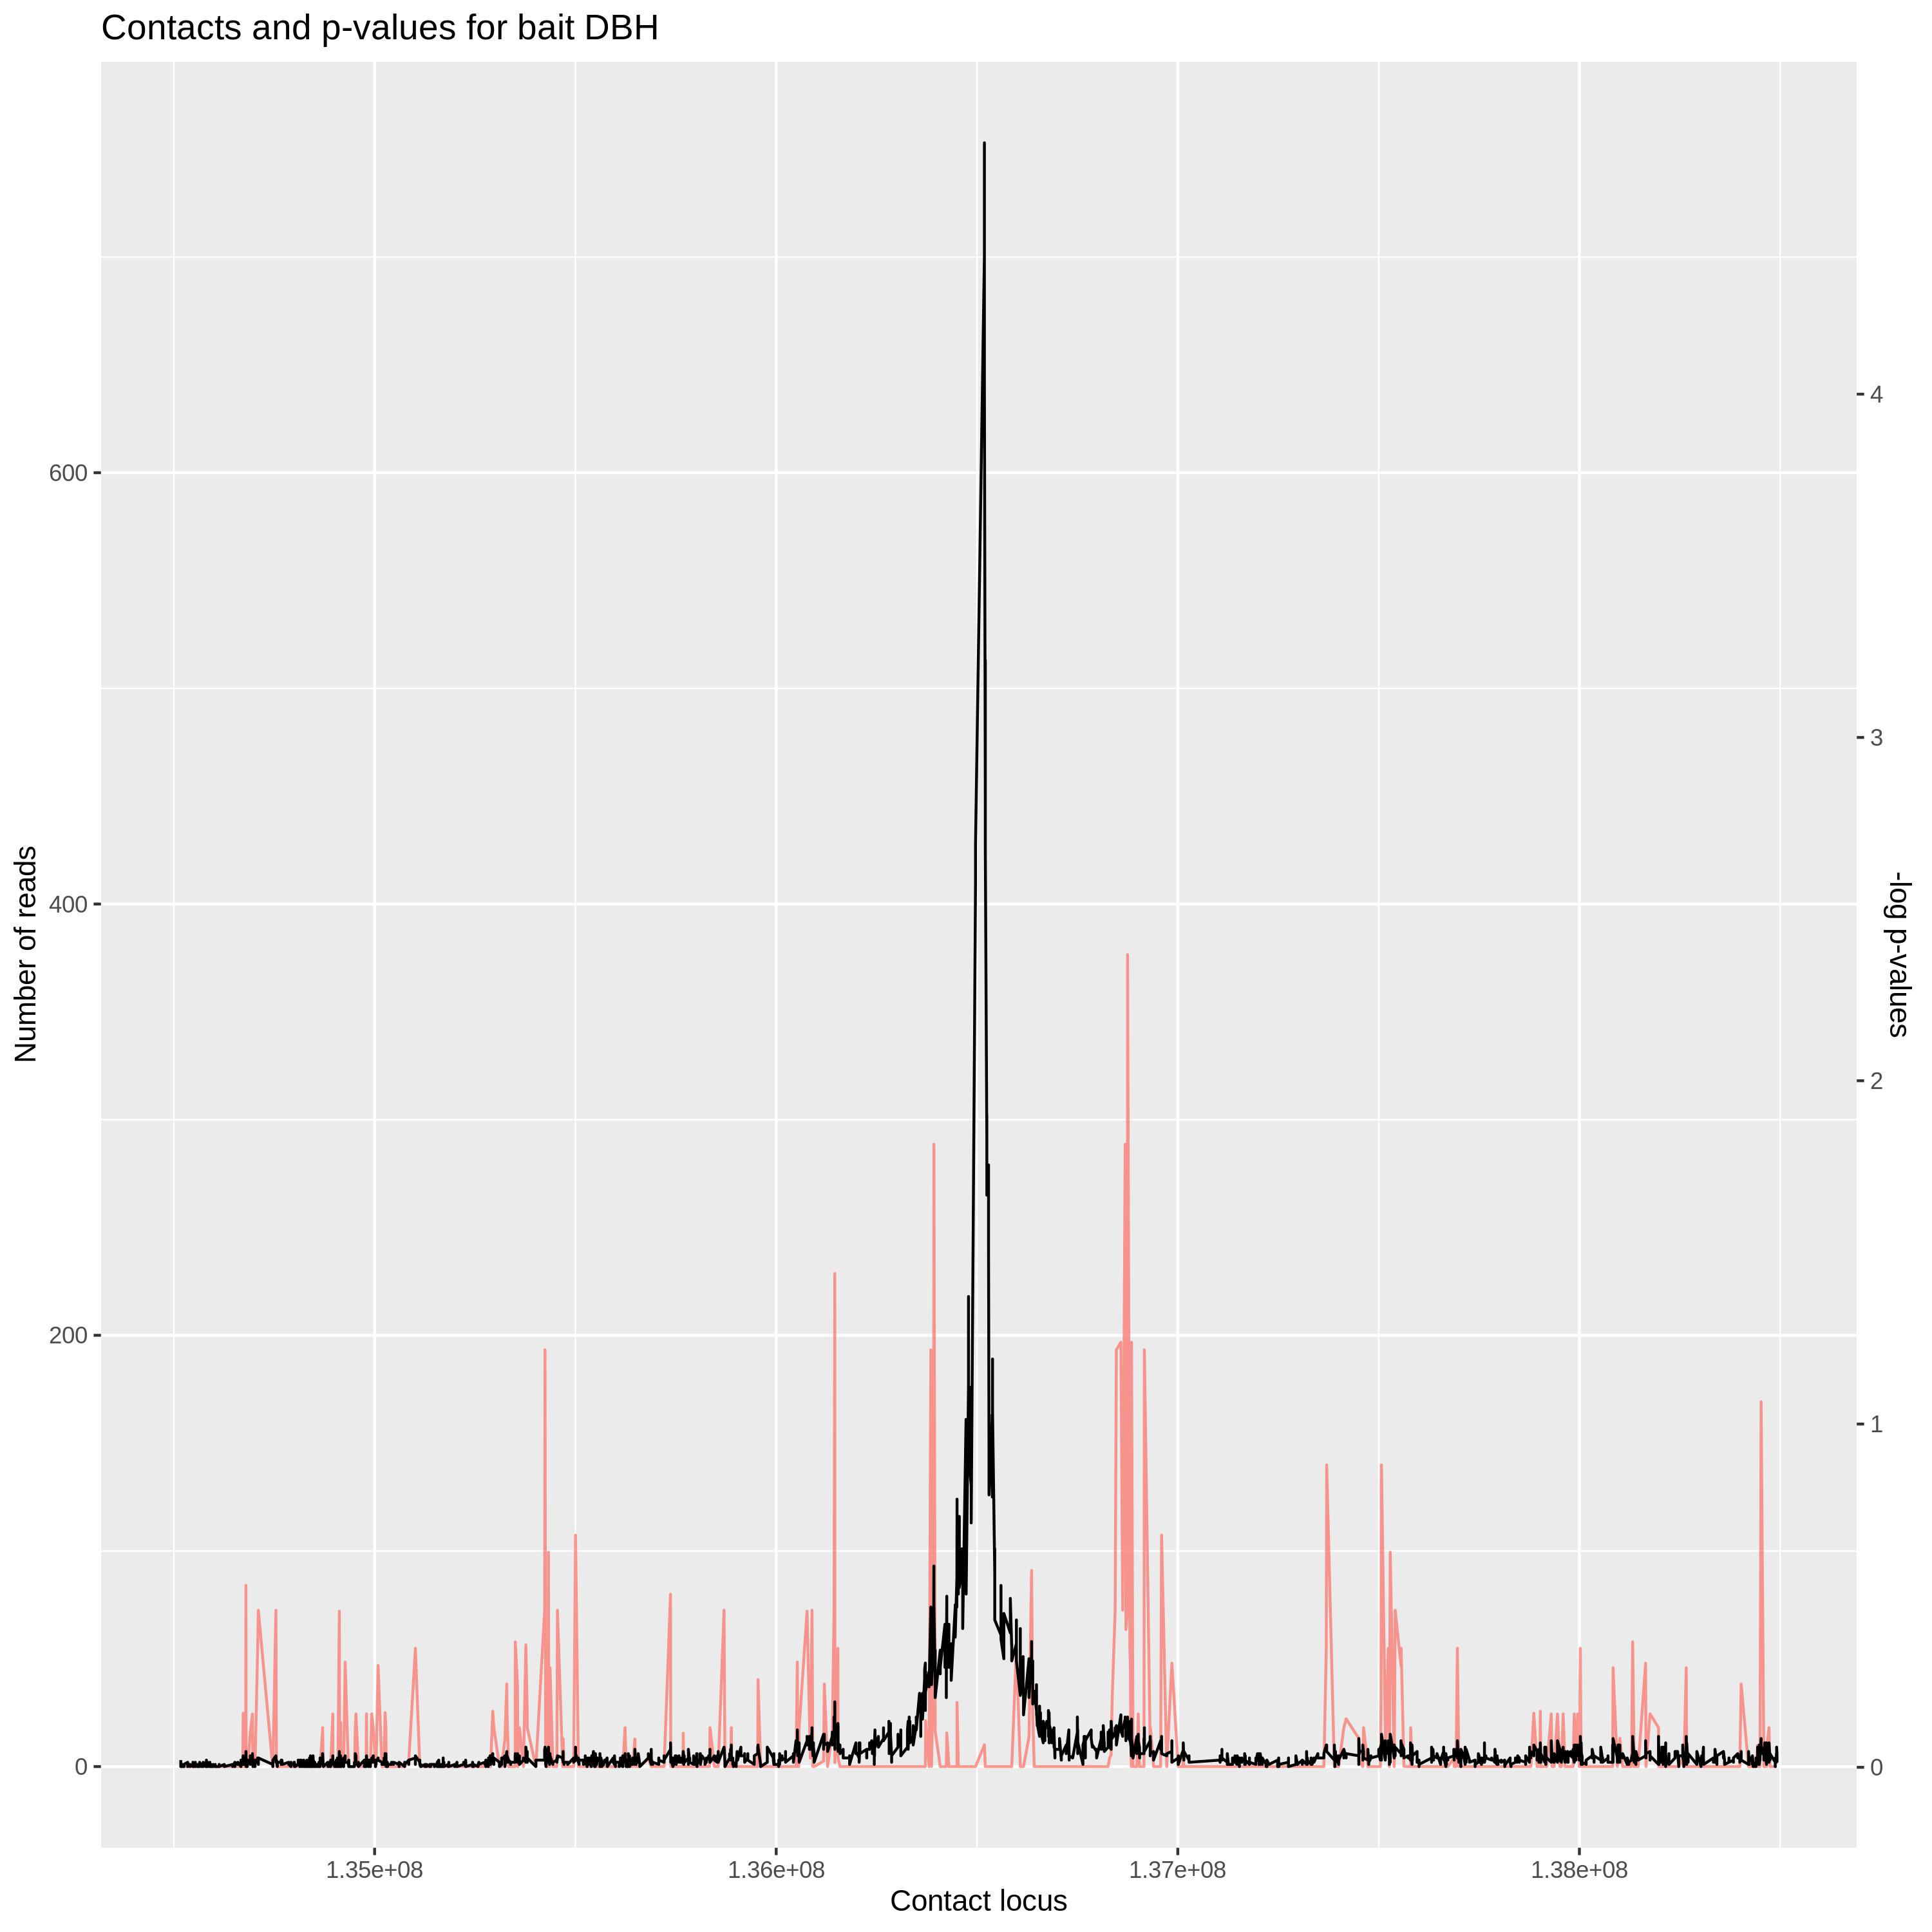 Contacts and p-values for bait DBH
Number of reads
600
400
200
0
4
3
2
1
0
-log p-values
1.35e+08
1.36e+08
1.37e+08
1.38e+08
Contact locus